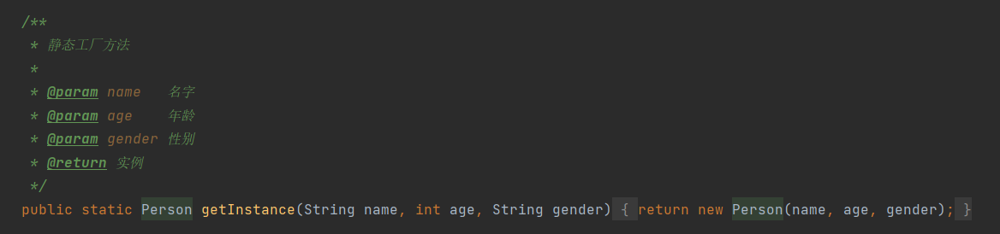 /**
* 静态工厂方法
*
* @param name 名字
* @param age 年龄
* @param gender 性别
* @return 实例
*/
public static Person getInstance(String name, int age, String gender) { return new Person(name, age, gender); }